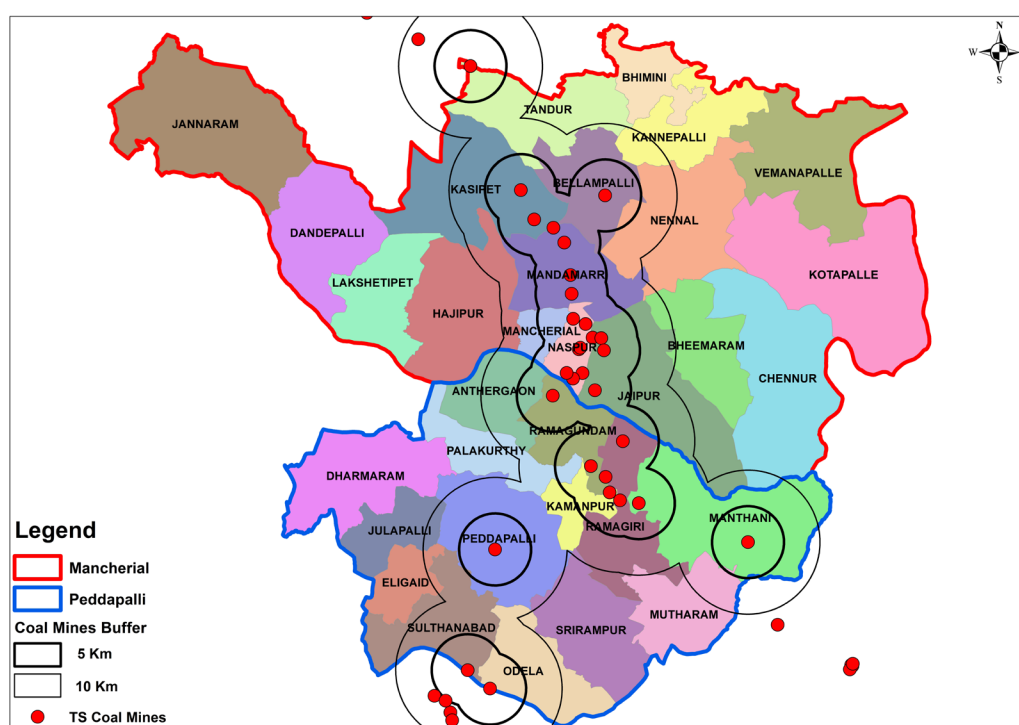 N
W
E
S
BHIMINI
TANDUR
JANNARAM
KANNEPALLI
VEMANAPALLE
KASIPET
BELLAMPALLI
NENNAL
DANDEPALLI
KOTAPALLE
LAKSHETIPET
MANDAMARRI
HAJIPUR
MANCHERIAL
NASPUR
BHEEMARAM
CHENNUR
ANTHERGAON
JAIPUR
RAMAGUNDAM
PALAKURTHY
DHARMARAM
KAMANPUR
MANTHANI
RAMAGIRI
JULAPALLI
PEDDAPALLI
ELIGAID
MUTHARAM
SULTHANABAD
SRIRAMPUR
ODELA
Legend
Mancherial
Peddapalli
Coal Mines Buffer
5 Km
10 Km
TS Coal Mines